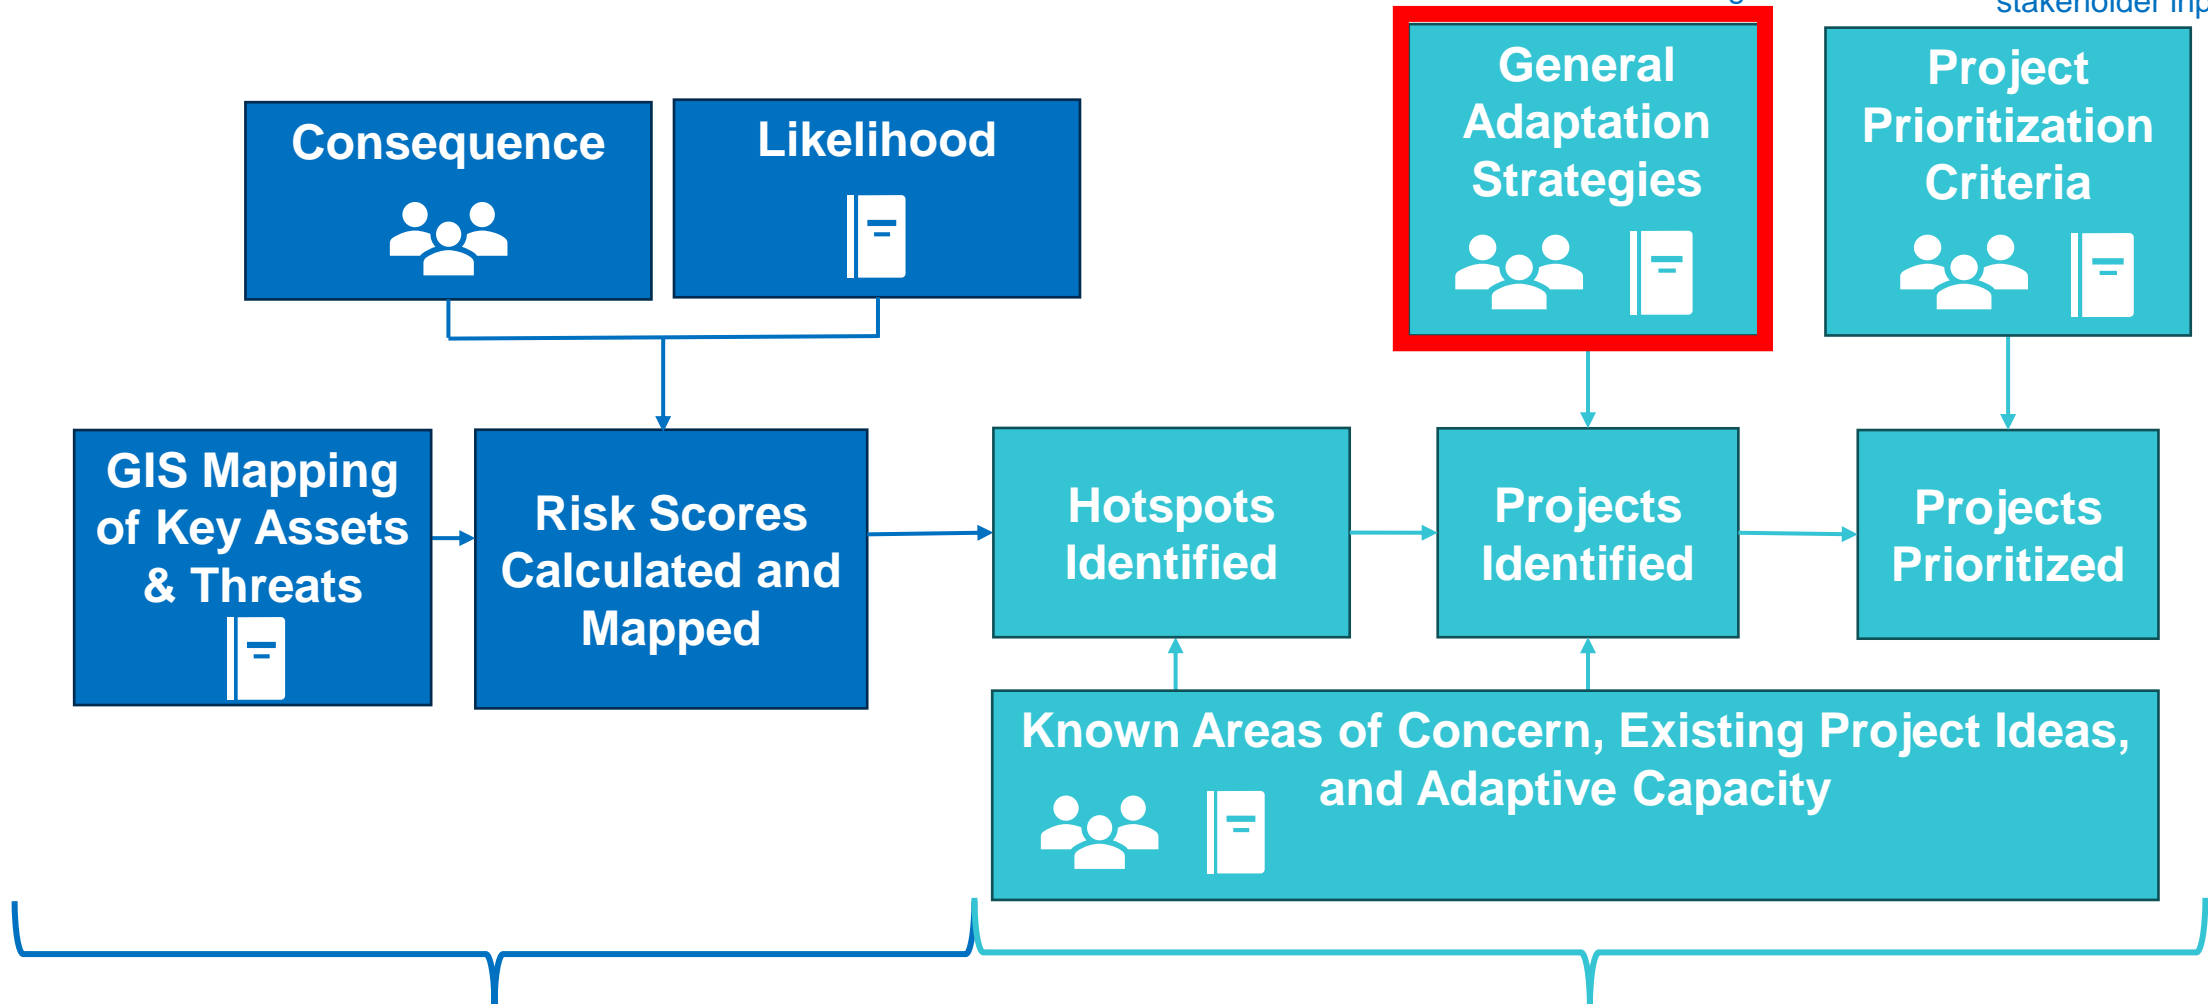 stakeholder
General
Adaptation
Strategies
Project
Prioritization
Criteria
Consequence
Likelihood
GIS Mapping
of Key Assets
& Threats
Risk Scores
Calculated and
Mapped
Hotspots
Identified
Projects
Identified
Projects
Prioritized
Known Areas of Concern, Existing Project Ideas,
and Adaptive Capacity